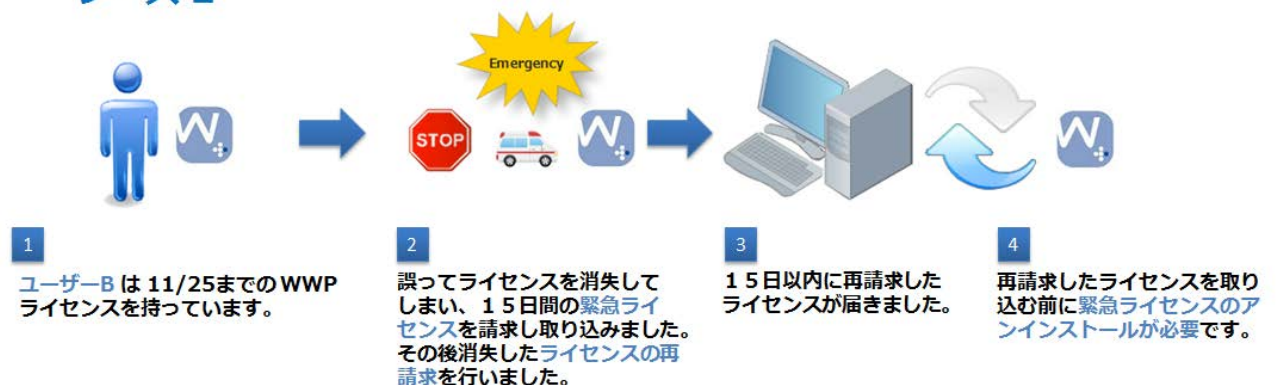 Emergency
STOP
1
ユーザーB は 11/25までのWWP
ライセンスを持っています。
2
誤ってライセンスを消失して
しまい、１５日間の緊急ライ
センスを請求し取り込みました。
その後消失したライセンスの再
請求を行いました。
3
１５日以内に再請求した
ライセンスが届きました。
4
再請求したライセンスを取り
込む前に緊急ライセンスのア
ンインストールが必要です。